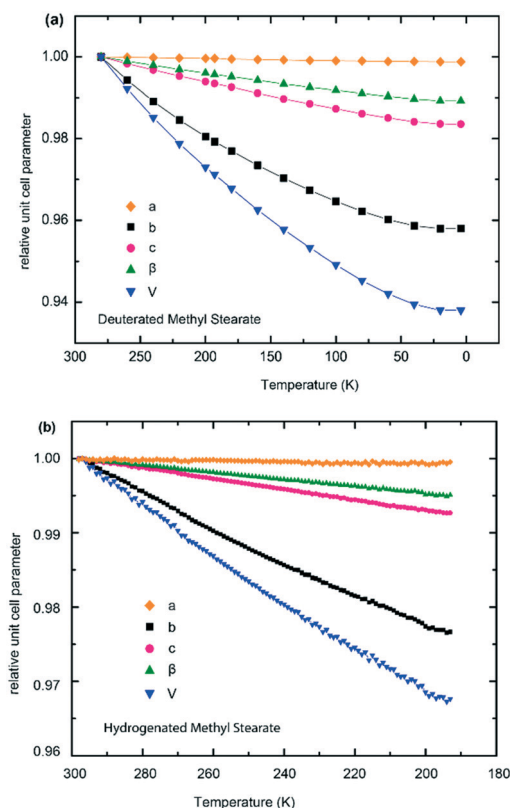 (a)
1.00
0.98
0.96
0.94
relative unit cell parameter
a
b
c
β
V
Deuterated Methyl Stearate
300 250 200 150 100 50 0
Temperature (K)
(b)
1.00
0.99
0.98
0.97
0.96
relative unit cell parameter
a
b
c
β
V
Hydrogenated Methyl Stearate
300 280 260 240 220 200 180
Temperature (K)